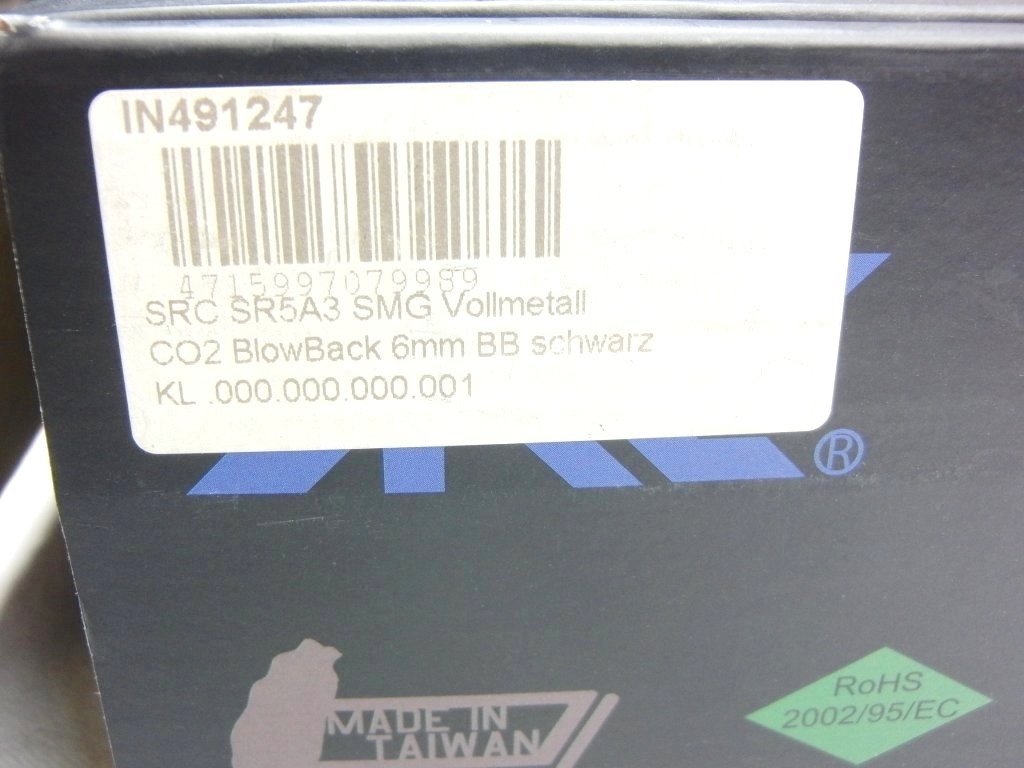 IN491247
4715997079989
SRC SR5A3 SMG Vollmetall
CO2 BlowBack 6mm BB schwarz
KL .000.000.000.001
®
MADE IN
TAIWAN
RoHS
2002/95/EC